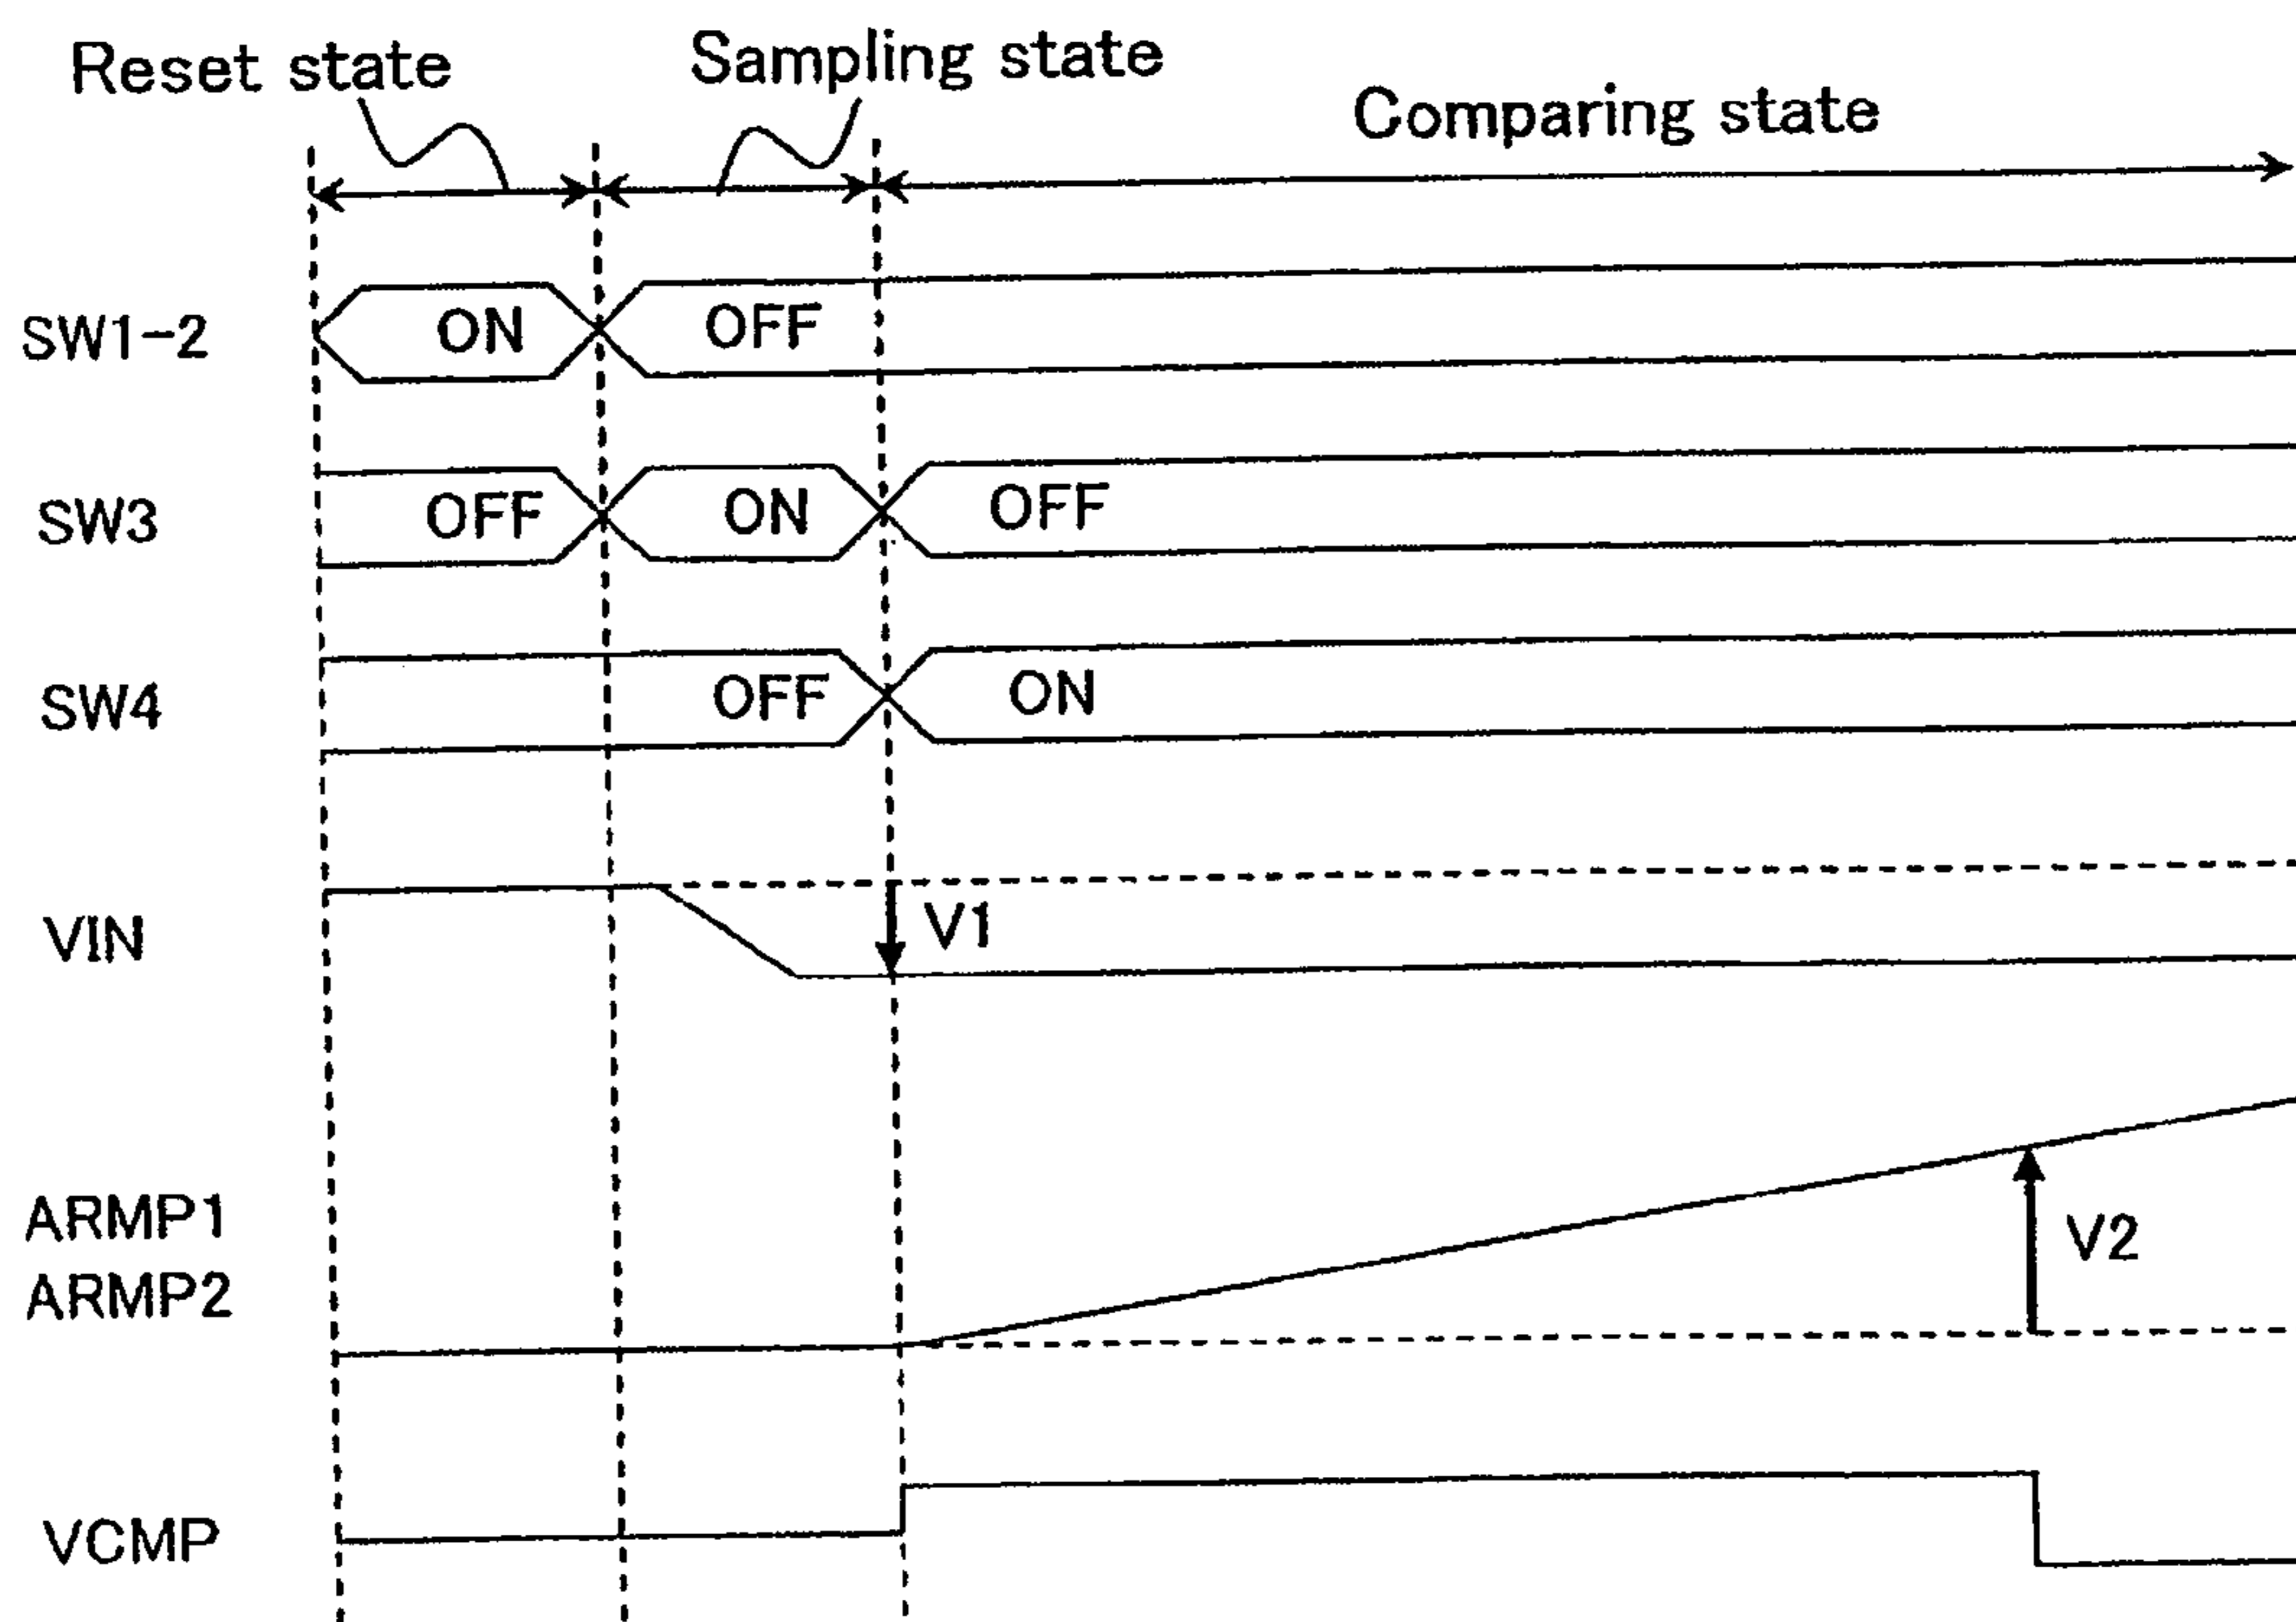 Reset state
Sampling state
Comparing state
SW1-2
ON
OFF
SW3
OFF
ON
OFF
SW4
OFF
ON
VIN
V1
ARMP1
ARMP2
V2
VCMP